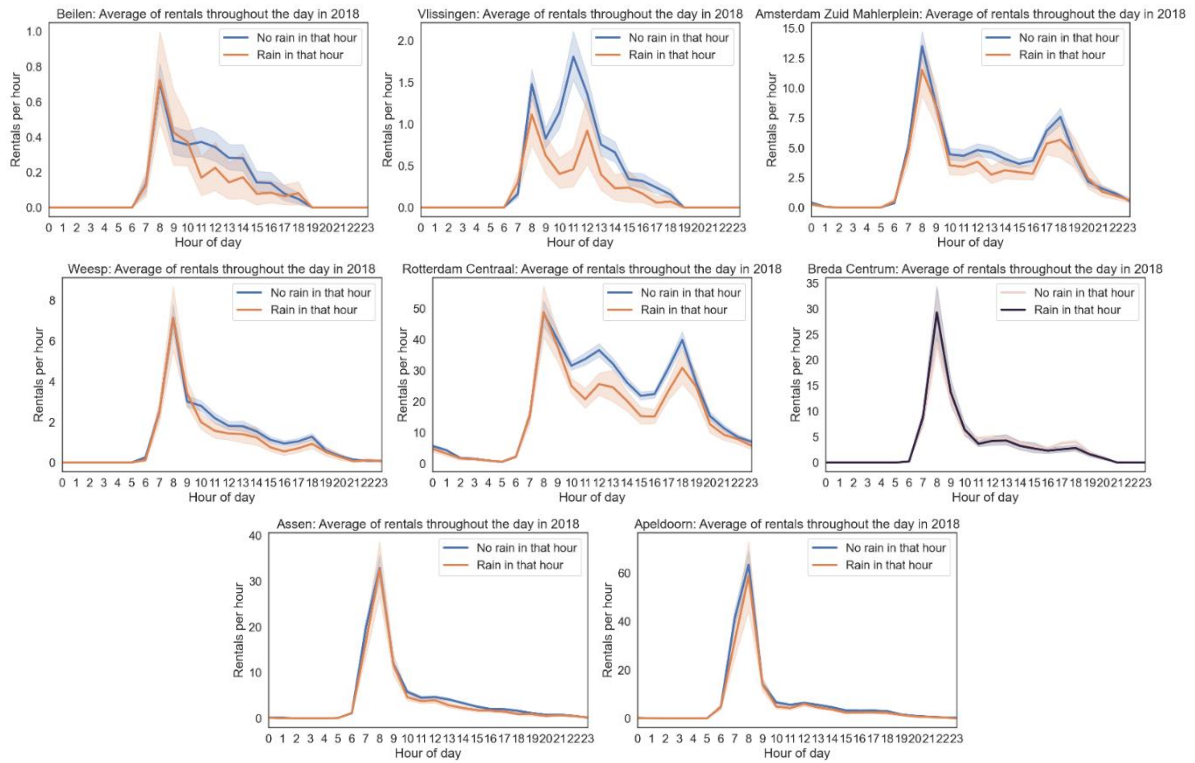 Beilen: Average of rentals throughout the day in 2018
1.0
0.8
0.6
0.4
0.2
0.0
Rentals per hour
No rain in that hour
Rain in that hour
0 1 2 3 4 5 6 7 8 9 10 11 12 13 14 15 16 17 18 19 20 21 22 23
Hour of day
Vlissingen: Average of rentals throughout the day in 2018
2.0
1.5
1.0
0.5
0.0
Rentals per hour
No rain in that hour
Rain in that hour
0 1 2 3 4 5 6 7 8 9 10 11 12 13 14 15 16 17 18 19 20 21 22 23
Hour of day
Amsterdam Zuid Mahlerplein: Average of rentals throughout the day in 2018
15.0
12.5
10.0
7.5
5.0
2.5
0.0
Rentals per hour
No rain in that hour
Rain in that hour
0 1 2 3 4 5 6 7 8 9 10 11 12 13 14 15 16 17 18 19 20 21 22 23
Hour of day
Weesp: Average of rentals throughout the day in 2018
8
6
4
2
0
Rentals per hour
No rain in that hour
Rain in that hour
0 1 2 3 4 5 6 7 8 9 10 11 12 13 14 15 16 17 18 19 20 21 22 23
Hour of day
Rotterdam Centraal: Average of rentals throughout the day in 2018
50
40
30
20
10
0
Rentals per hour
No rain in that hour
Rain in that hour
0 1 2 3 4 5 6 7 8 9 10 11 12 13 14 15 16 17 18 19 20 21 22 23
Hour of day
Breda Centrum: Average of rentals throughout the day in 2018
35
30
25
20
15
10
5
0
Rentals per hour
No rain in that hour
Rain in that hour
0 1 2 3 4 5 6 7 8 9 10 11 12 13 14 15 16 17 18 19 20 21 22 23
Hour of day
Assen: Average of rentals throughout the day in 2018
40
30
20
10
0
Rentals per hour
No rain in that hour
Rain in that hour
0 1 2 3 4 5 6 7 8 9 10 11 12 13 14 15 16 17 18 19 20 21 22 23
Hour of day
Apeldoorn: Average of rentals throughout the day in 2018
60
40
20
0
Rentals per hour
No rain in that hour
Rain in that hour
0 1 2 3 4 5 6 7 8 9 10 11 12 13 14 15 16 17 18 19 20 21 22 23
Hour of day